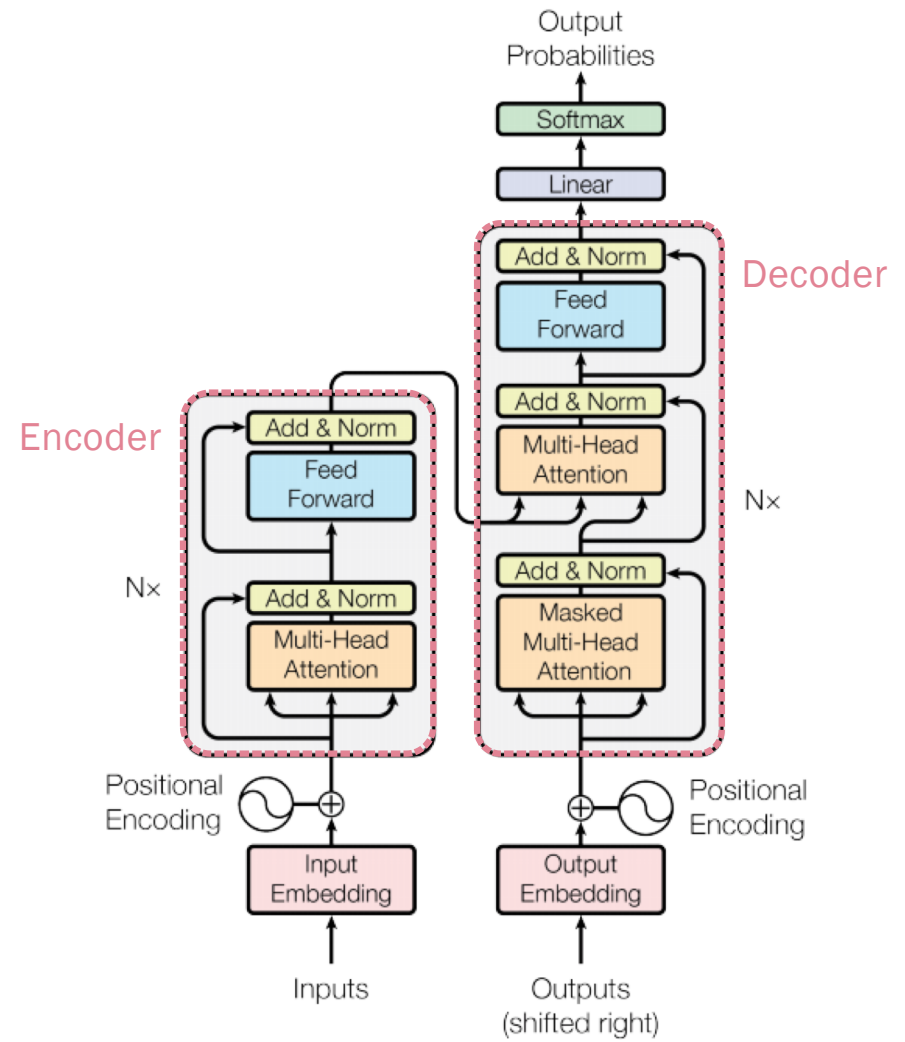 Output
Probabilities
Softmax
Linear
Add & Norm
Feed
Forward
Add & Norm
Multi-Head
Attention
Add & Norm
Masked
Multi-Head
Attention
Decoder
N×
Encoder
Add & Norm
Feed
Forward
Add & Norm
Multi-Head
Attention
N×
Positional
Encoding
Input
Embedding
Inputs
Positional
Encoding
Output
Embedding
Outputs
(shifted right)